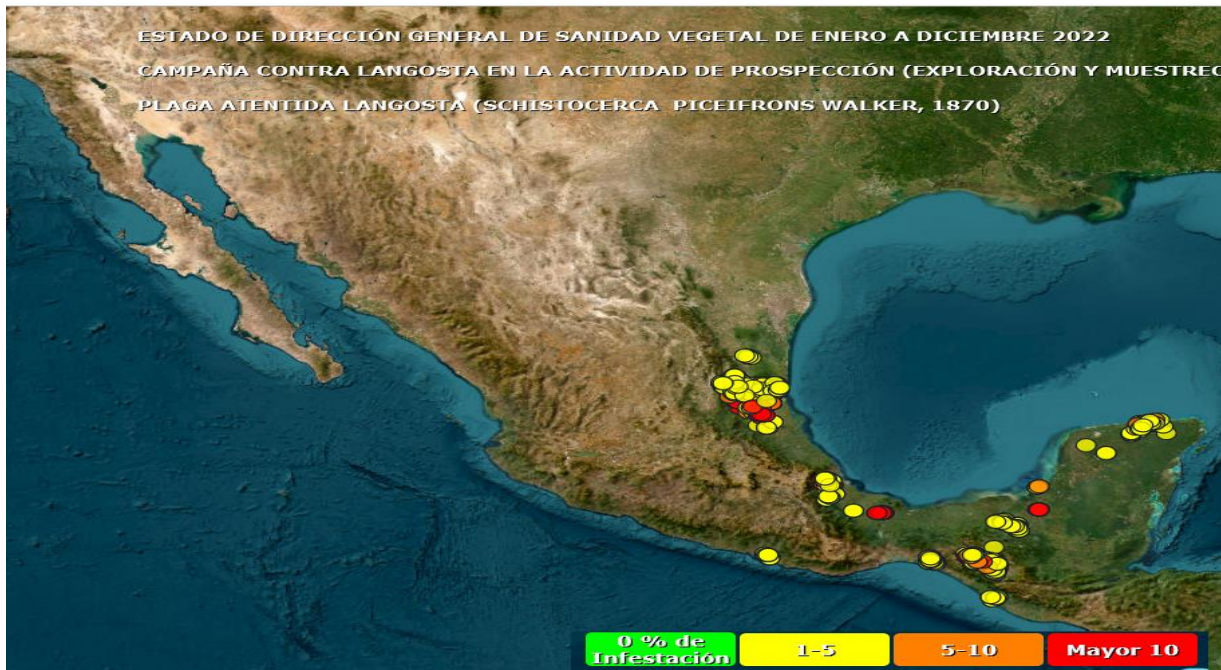 ESTADO DE DIRECCIÓN GENERAL DE SANIDAD VEGETAL DE ENERO A DICIEMBRE 2022
CAMPAÑA CONTRA LANGOSTA EN LA ACTIVIDAD DE PROSPECCIÓN (EXPLORACIÓN Y MUESTREO
PLAGA ATENTIDA LANGOSTA (SCHISTOCERCA PICEIFRONS WALKER, 1870)
0 % de
Infestación
1-5
5-10
Mayor 10